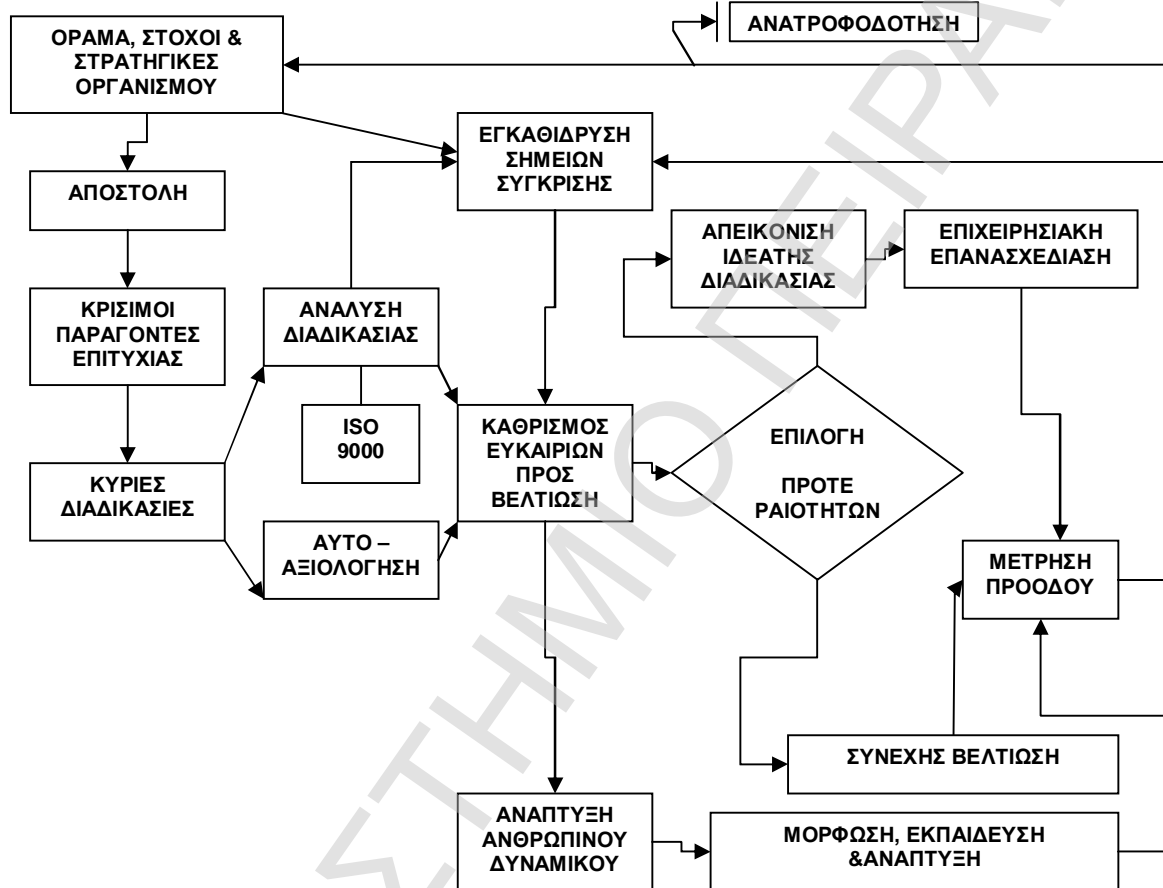 ΑΝΑΤΡΟΦΟΔΟΤΗΣΗ
ΟΡΑΜΑ, ΣΤΟΧΟΙ &
ΣΤΡΑΤΗΓΙΚΕΣ
ΟΡΓΑΝΙΣΜΟΥ
ΕΓΚΑΘΙΔΡΥΣΗ
ΣΗΜΕΙΩΝ
ΣΥΓΚΡΙΣΗΣ
ΑΠΟΣΤΟΛΗ
ΑΠΕΙΚΟΝΙΣΗ
ΙΔΕΑΤΗΣ
ΔΙΑΔΙΚΑΣΙΑΣ
ΕΠΙΧΕΙΡΗΣΙΑΚΗ
ΕΠΑΝΑΣΧΕΔΙΑΣΗ
ΚΡΙΣΙΜΟΙ
ΠΑΡΑΓΟΝΤΕΣ
ΕΠΙΤΥΧΙΑΣ
ΑΝΑΛΥΣΗ
ΔΙΑΔΙΚΑΣΙΑΣ
ISO
9000
ΚΑΘΡΙΣΜΟΣ
ΕΥΚΑΙΡΙΩΝ
ΠΡΟΣ
ΒΕΛΤΙΩΣΗ
ΕΠΙΛΟΓΗ
ΠΡΟΤΕ
ΡΑΙΟΤΗΤΩΝ
ΚΥΡΙΕΣ
ΔΙΑΔΙΚΑΣΙΕΣ
ΑΥΤΟ –
ΑΞΙΟΛΟΓΗΣΗ
ΜΕΤΡΗΣΗ
ΠΡΟΟΔΟΥ
ΣΥΝΕΧΗΣ ΒΕΛΤΙΩΣΗ
ΑΝΑΠΤΥΞΗ
ΑΝΘΡΩΠΙΝΟΥ
ΔΥΝΑΜΙΚΟΥ
ΜΟΡΦΩΣΗ, ΕΚΠΑΙΔΕΥΣΗ
&ΑΝΑΠΤΥΞΗ